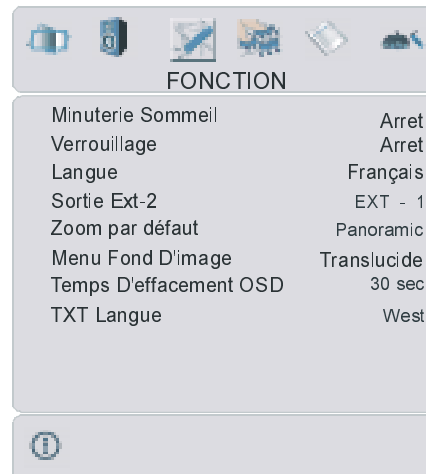 FONCTION
Minuterie Sommeil Arret
Verrouillage Arret
Langue Français
Sortie Ext-2 EXT - 1
Zoom par défaut Panoramic
Menu Fond D'image Translucide
Temps D'effacement OSD 30 sec
TXT Langue West